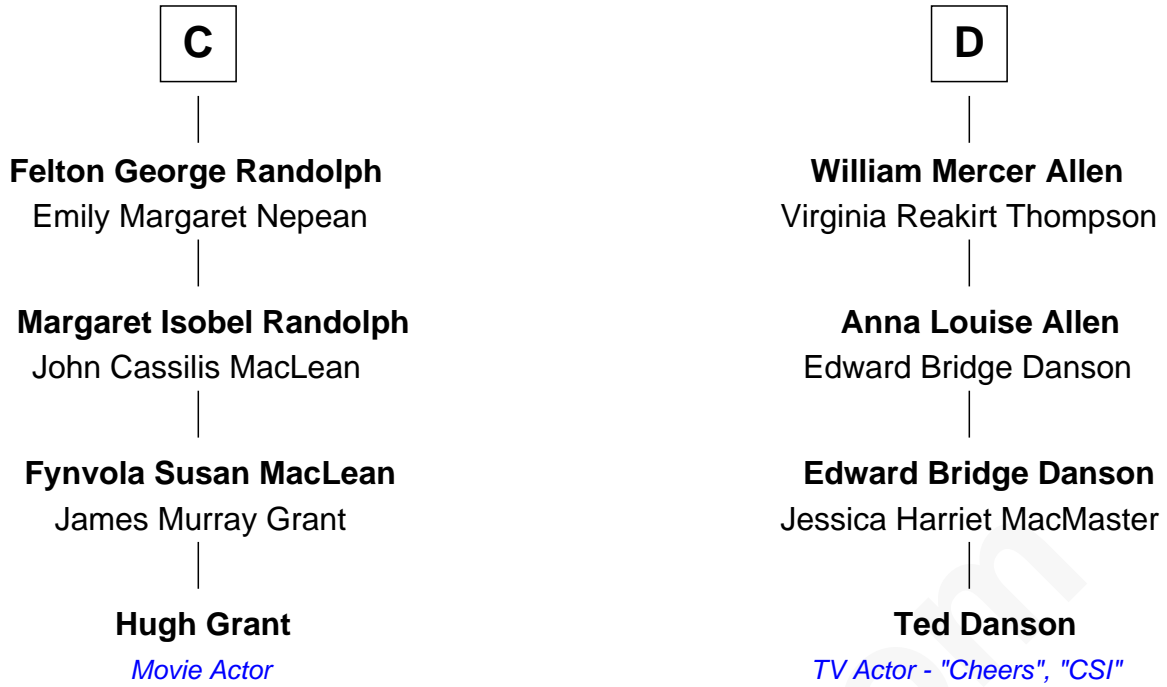 C
Felton George Randolph
Emily Margaret Nepean
Margaret Isobel Randolph
John Cassilis MacLean
Fynvola Susan MacLean
James Murray Grant
Hugh Grant
Movie Actor
D
William Mercer Allen
Virginia Reakirt Thompson
Anna Louise Allen
Edward Bridge Danson
Edward Bridge Danson
Jessica Harriet MacMaster
Ted Danson
TV Actor - "Cheers", "CSI"